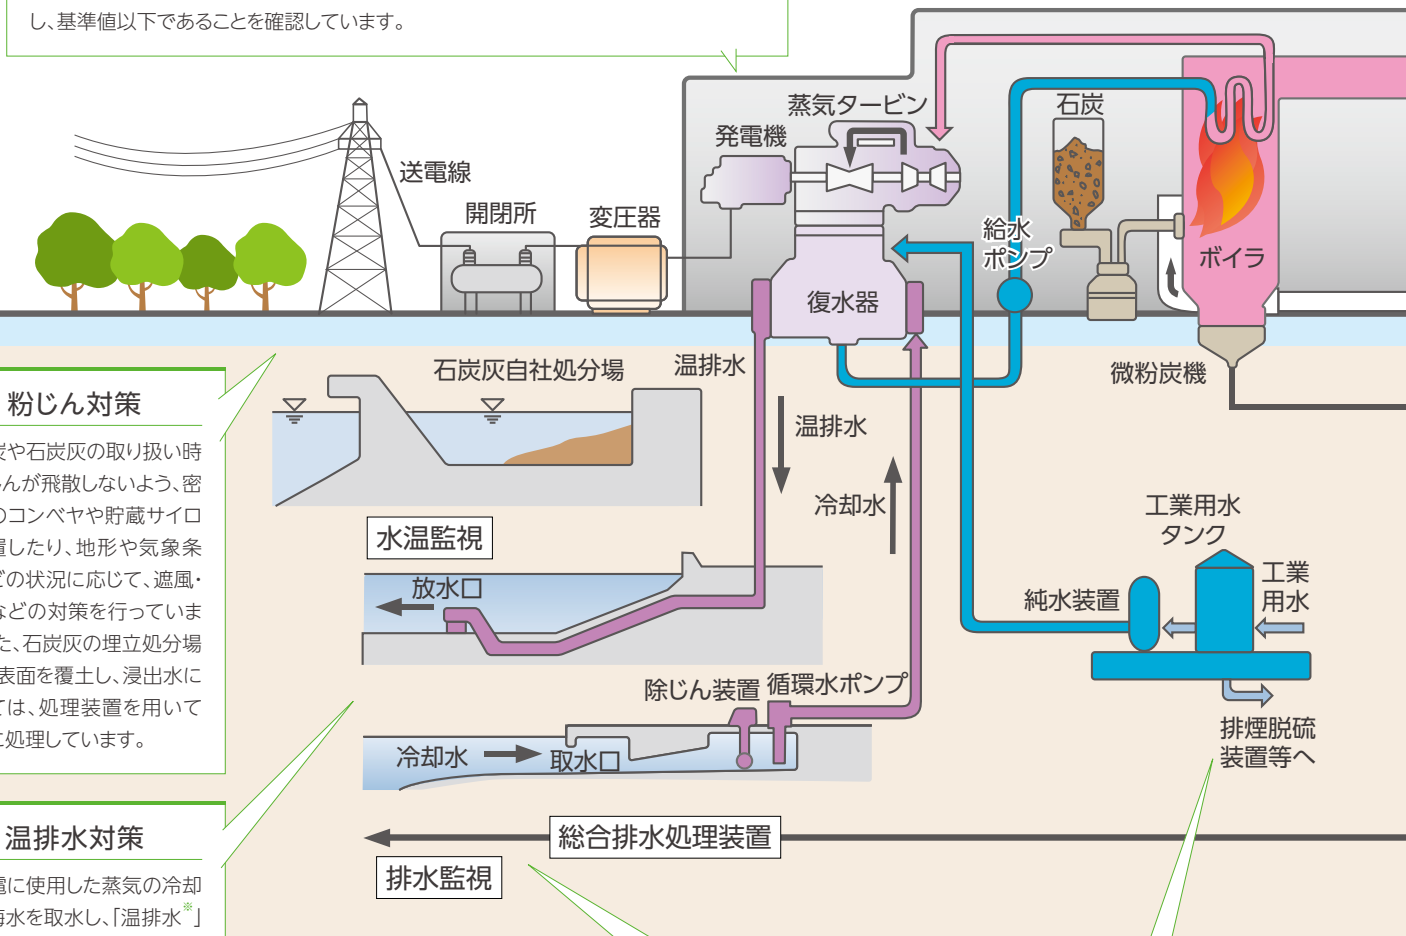 し、基準値以下であることを確認しています。
蒸気タービン
石炭
発電機
送電線
開閉所
変圧器
給水
ポンプ
ボイラ
復水器
微粉炭機
石炭灰自社処分場
温排水
温排水
冷却水
水温監視
放水口
工業用水
タンク
工業
用水
純水装置
除じん装置
循環水ポンプ
冷却水
取水口
排煙脱硫
装置等へ
総合排水処理装置
排水監視
粉じん対策
炭や石炭灰の取り扱い時
んが飛散しないよう、密
のコンベヤや貯蔵サイロ
置したり、地形や気象条
どの状況に応じて、遮風・
などの対策を行っていま
た、石炭灰の埋立処分場
表面を覆土し、浸出水に
ては、処理装置を用いて
に処理しています。
温排水対策
電に使用した蒸気の冷却
海水を取水し、「温排水※」